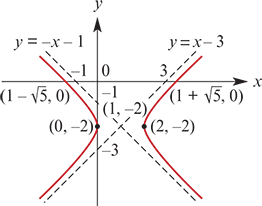 y
y = –x – 1
y = x – 3
–1
0
3
x
(1 – √5, 0)
–1
(1 + √5, 0)
(1, –2)
(0, –2)
(2, –2)
–3